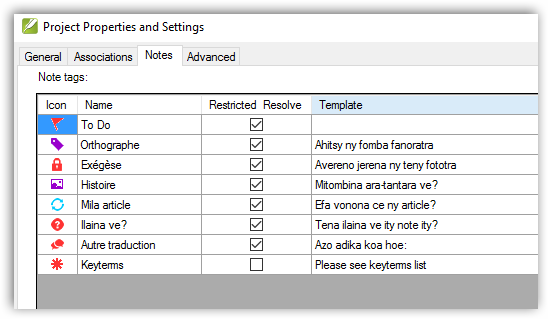 Project Properties and Settings
General Associations Notes Advanced
Note tags:
Icon Name Restricted Resolve Template
To Do
Orthographe Ahitsy ny fomba fanoratra
Exégèse Avereno jerena ny teny fototra
Histoire Mitombina ara-tantara ve?
Mila article? Efa vonona ce ny article?
Ilaina ve? Tena ilaina ve ity note ity?
Autre traduction Azo adika koa hoe:
Keyterms Please see keyterms list